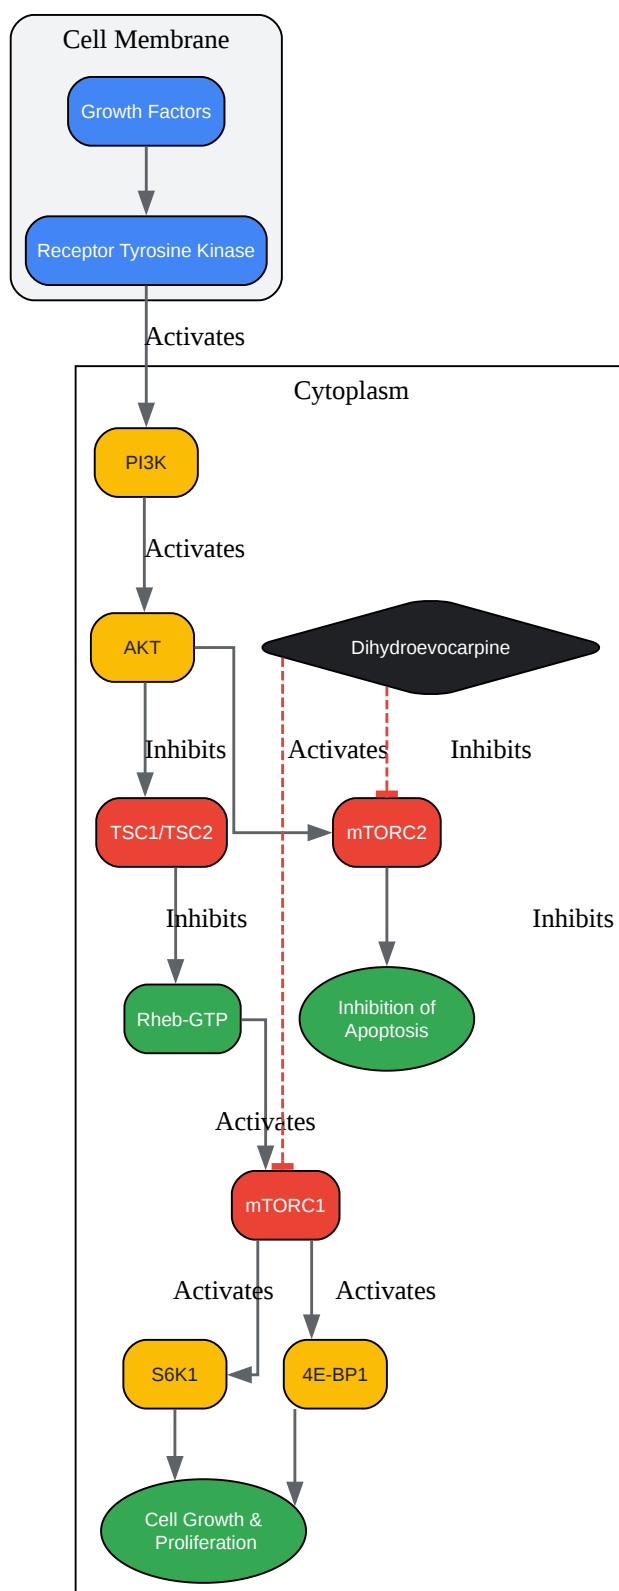 Cell Membrane
Growth Factors
Receptor Tyrosine Kinase
Activates
Cytoplasm
PI3K
Activates
AKT
Dihydroevocarpine
Inhibits
Activates
Inhibits
TSC1/TSC2
mTORC2
Inhibits
Inhibits
Rheb-GTP
Inhibition of
Apoptosis
Activates
mTORC1
Activates
Activates
S6K1
4E-BP1
Cell Growth &
Proliferation